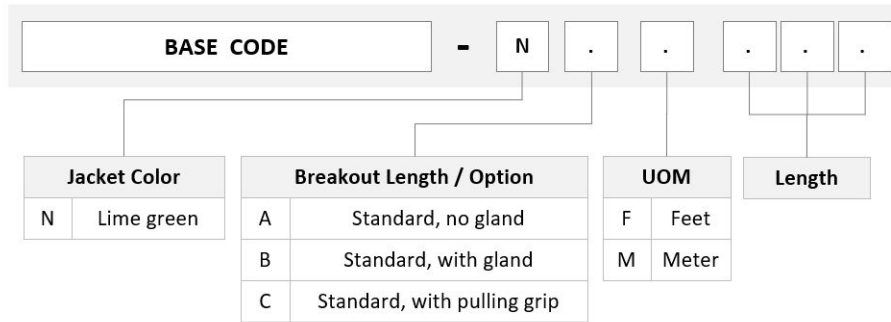 BASE CODE - N . . . . .
Jacket Color
N Lime green
Breakout Length / Option
A Standard, no gland
B Standard, with gland
C Standard, with pulling grip
UOM
F Feet
M Meter
Length